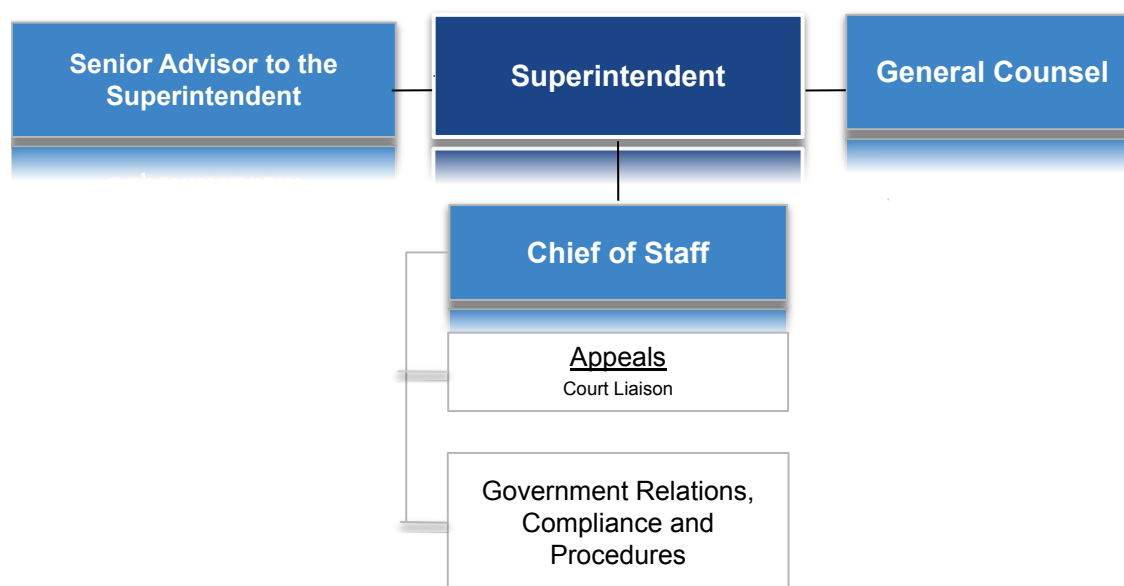 Senior Advisor to the
Superintendent
Superintendent
General Counsel
Chief of Staff
Appeals
Court Liaison
Government Relations,
Compliance and
Procedures